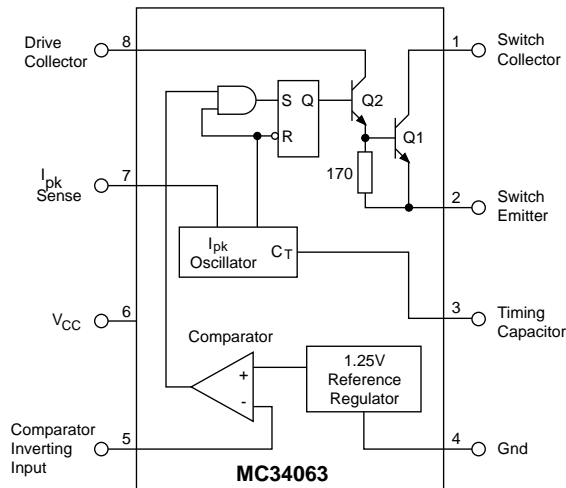 Drive
Collector
8
1
Switch
Collector
S Q
R
Q2
Q1
170
I pk
Sense
7
2
Switch
Emitter
I pk
Oscillator
C T
VCC
6
3
Timing
Capacitor
Comparator
+
-
1.25V
Reference
Regulator
Comparator
Inverting
Input
5
4
Gnd
MC34063